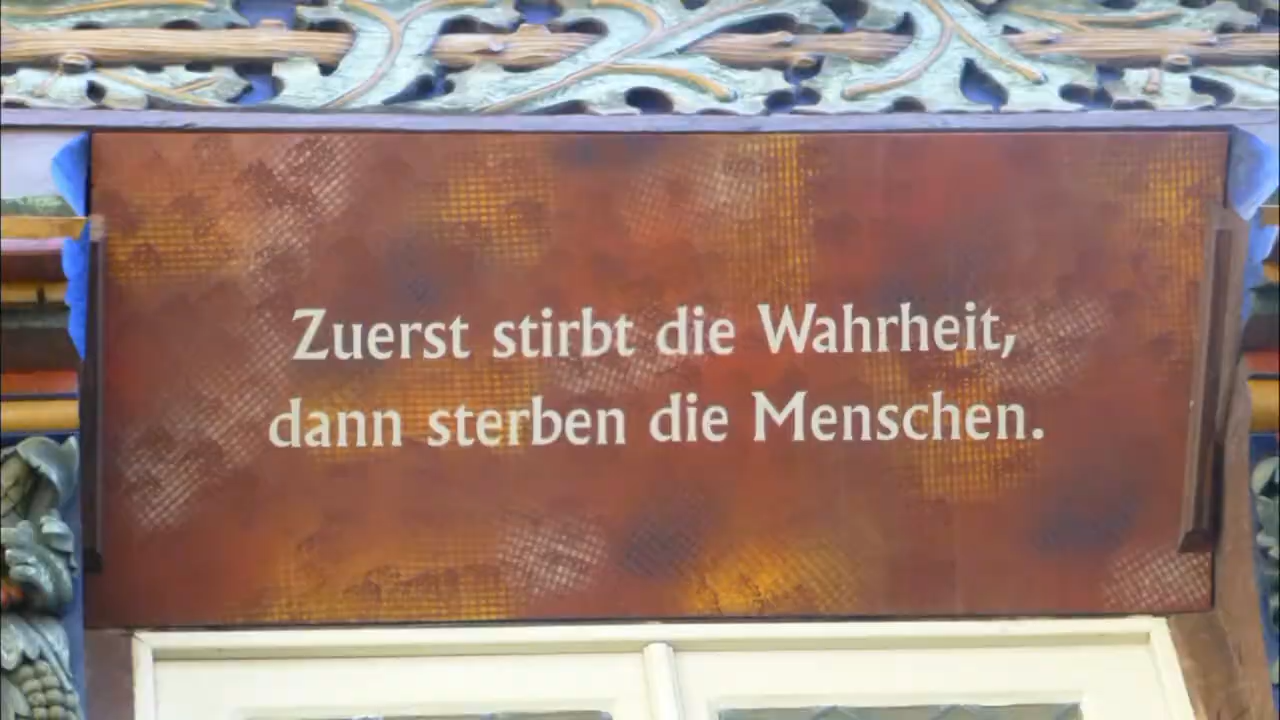 Zuerst stirbt die Wahrheit,
dann sterben die Menschen.